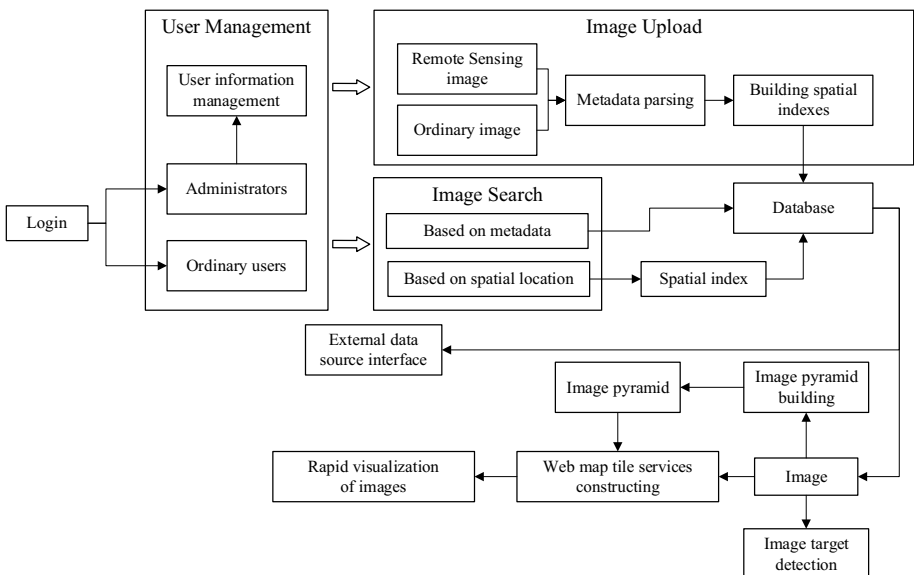 User Management
User information
management
Administrators
Ordinary users
Login
Image Upload
Remote Sensing
image
Ordinary image
Metadata parsing
Building spatial
indexes
Image Search
Based on metadata
Based on spatial location
Spatial index
Database
External data
source interface
Image pyramid
Image pyramid
building
Rapid visualization
of images
Web map tile services
constructing
Image
Image target
detection